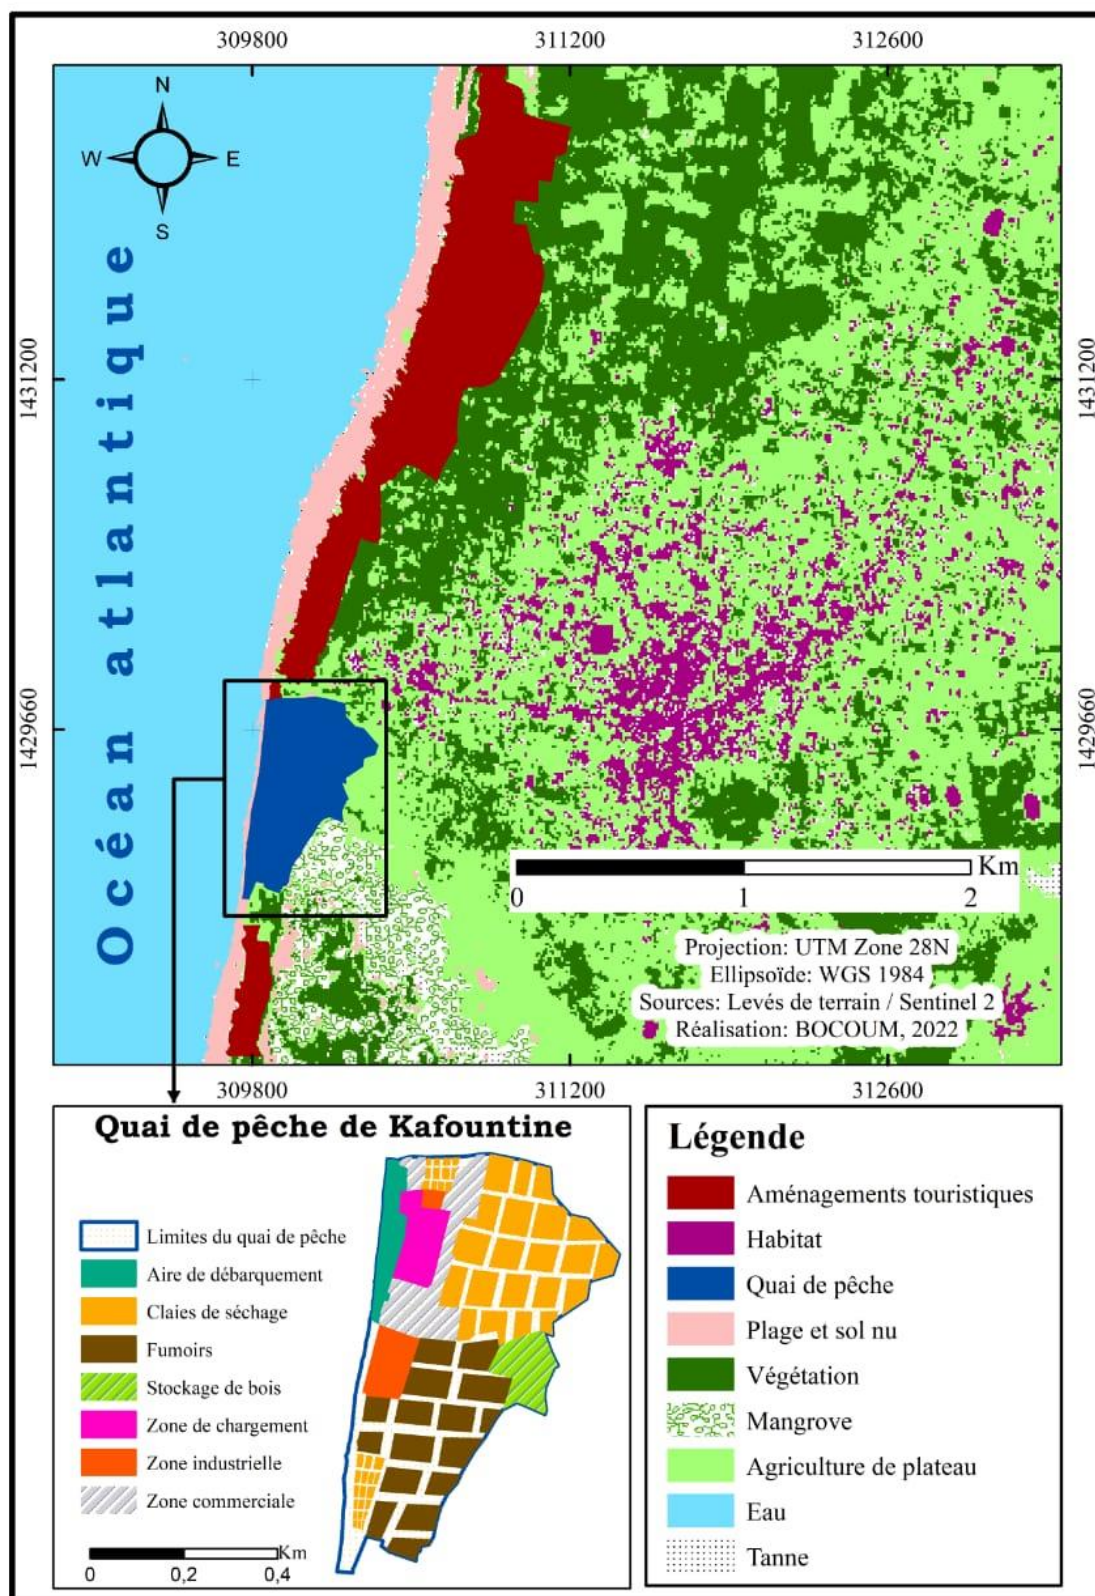 309800 311200 312600
N
W E
S
Océan atlantique
1431200 1431200
1429660 1429660
Km
0 1 2
Projection: UTM Zone 28N
Ellipsoïde: WGS 1984
Sources: Levés de terrain / Sentinel 2
Réalisation: BOCOUM, 2022
309800 311200 312600
Quai de pêche de Kafountine
Limites du quai de pêche
Aire de débarquement
Claies de séchage
Fumoirs
Stockage de bois
Zone de chargement
Zone industrielle
Zone commerciale
Km
0 0,2 0,4
Légende
Aménagements touristiques
Habitat
Quai de pêche
Plage et sol nu
Végétation
Mangrove
Agriculture de plateau
Eau
Tanne